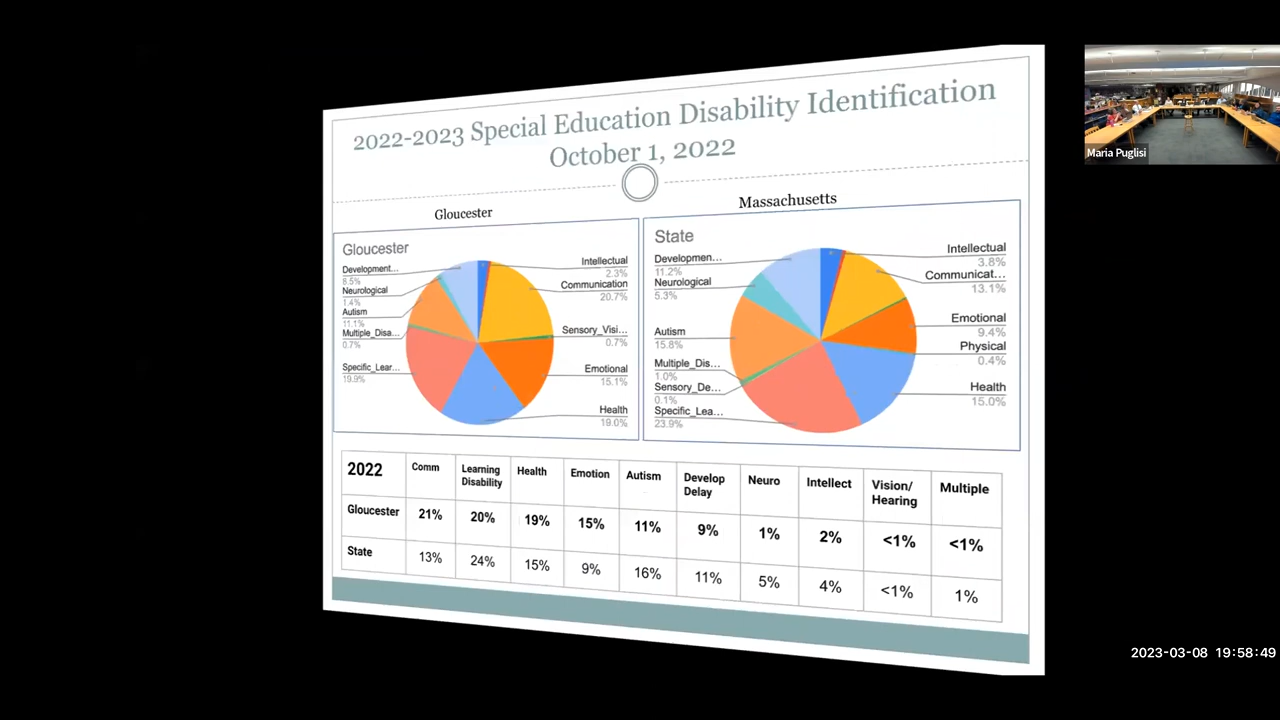 2022-2023 Special Education Disability Identification
October 1, 2022
Gloucester
Massachusetts
Gloucester
Development...
8.5%
Neurological
1.4%
Autism
11.1%
Multiple_Disa...
0.7%
Specific_Lear...
19.9%
Intellectual
2.3%
Communication
20.7%
Sensory_Visi...
0.7%
Emotional
15.1%
Health
19.0%
State
Developmen...
11.2%
Neurological
5.3%
Autism
15.8%
Multiple_Dis...
1.0%
Sensory_De...
0.1%
Specific_Lea...
23.9%
Intellectual
3.8%
Communicat...
13.1%
Emotional
9.4%
Physical
0.4%
Health
15.0%
2022 Comm Learning Disability Health Emotion Autism Develop Delay Neuro Intellect Vision/ Hearing Multiple
Gloucester 21% 20% 19% 15% 11% 9% 1% 2% <1% <1%
State 13% 24% 15% 9% 16% 11% 5% 4% <1% 1%
Maria Puglisi
2023-03-08 19:58:49